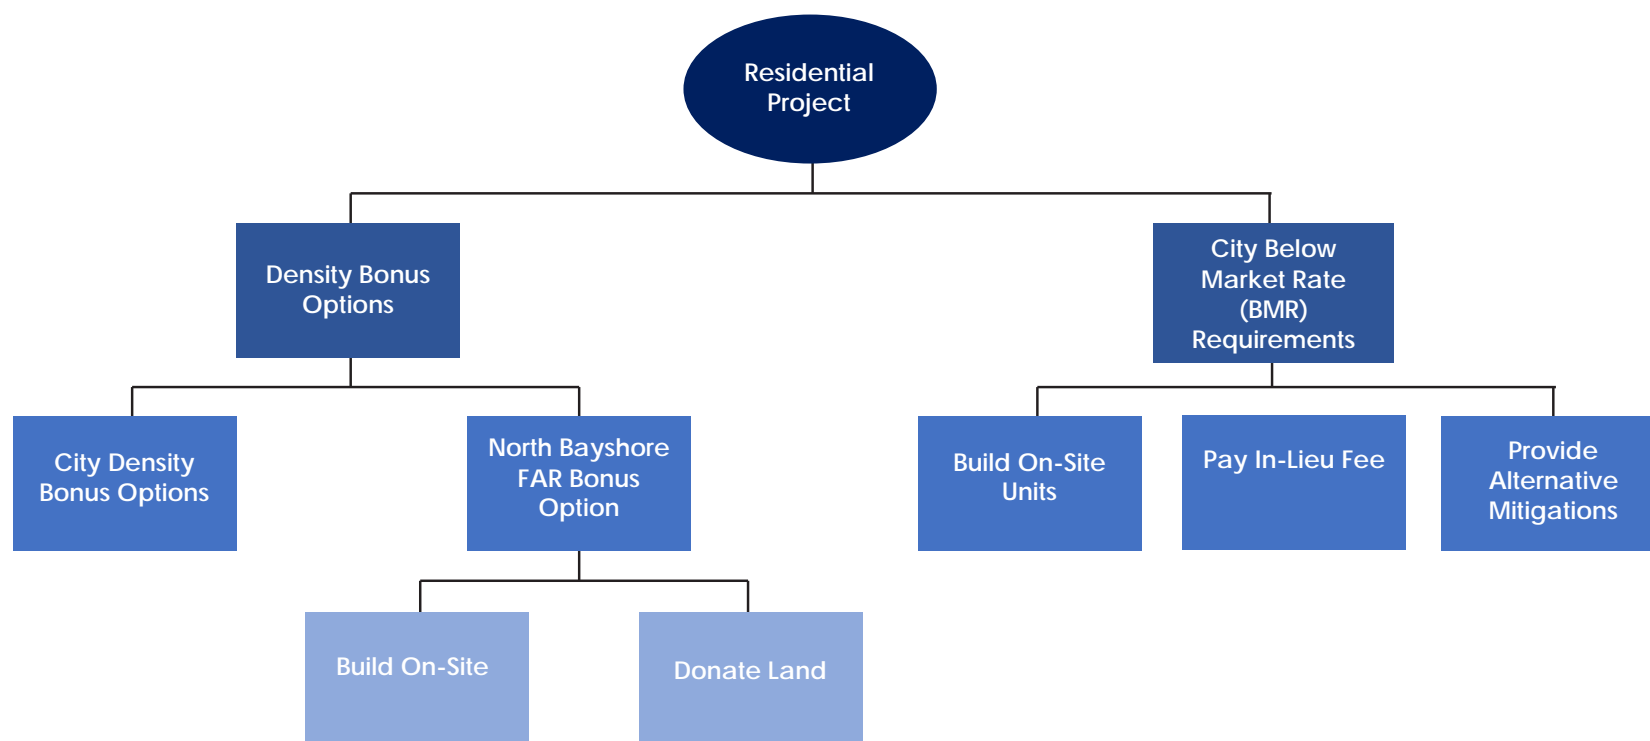 Residential
Project
Density Bonus
Options
City Below
Market Rate
(BMR)
Requirements
City Density
Bonus Options
North Bayshore
FAR Bonus
Option
Build On-Site
Units
Pay In-Lieu Fee
Provide
Alternative
Mitigations
Build On-Site
Donate Land